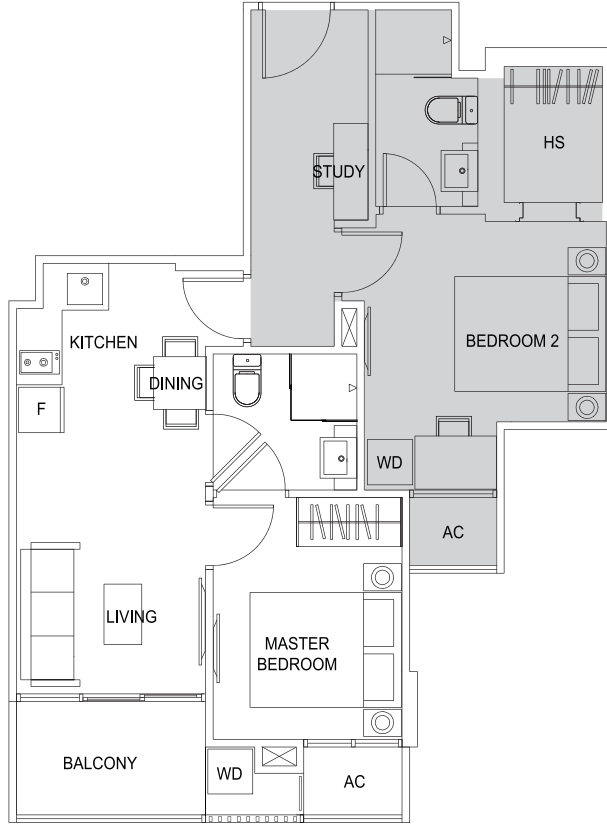 HS
STUDY
BEDROOM 2
KITCHEN
DINING
F
WD
AC
LIVING
MASTER
BEDROOM
BALCONY
WD
AC